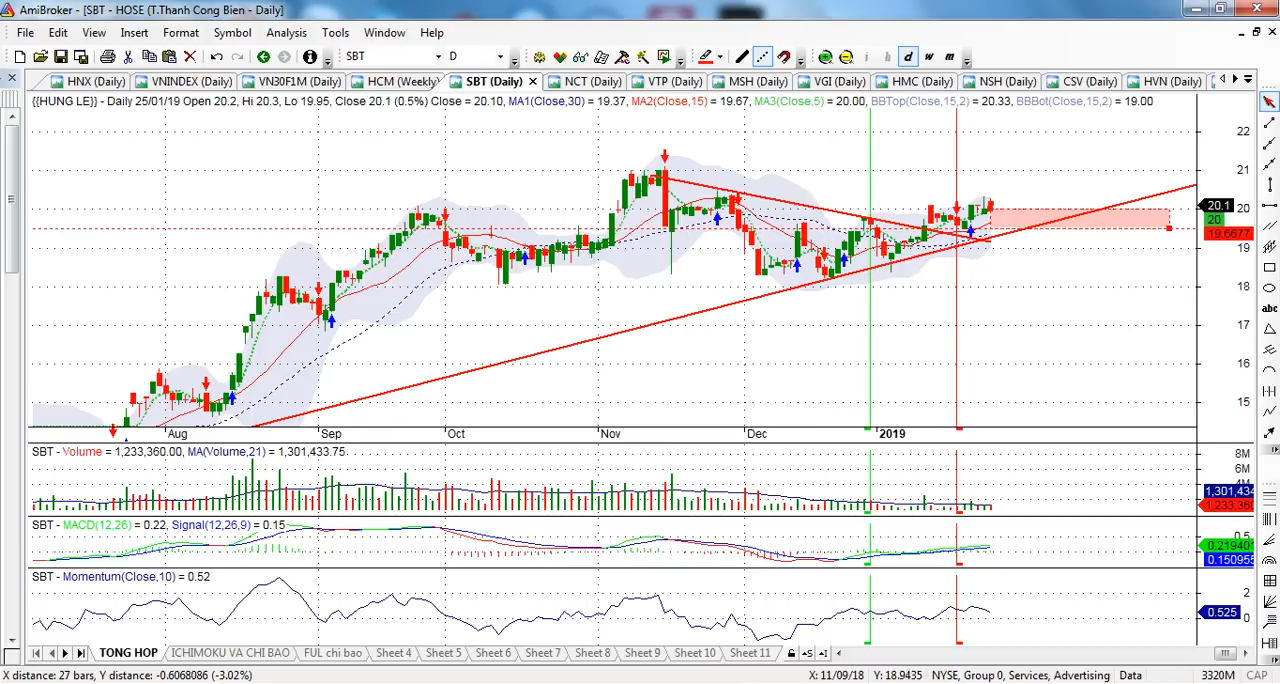 AmiBroker - [SBT - HOSE (T.Thanh Cong Bien - Daily]
File Edit View Insert Format Symbol Analysis Tools Window Help
SBT D i h d w m
HNX (Daily) VNINDEX (Daily) VN30F1M (Daily) HCM (Weekly) SBT (Daily) NCT (Daily) VTP (Daily) MSH (Daily) VGI (Daily) HMC (Daily) NSH (Daily) CSV (Daily) HVN (Daily)
{{HUNG LE}} - Daily 25/01/19 Open 20.2, Hi 20.3, Lo 19.95, Close 20.1 (0.5%) Close = 20.10, MA1(Close,30) = 19.37, MA2(Close,15) = 19.67, MA3(Close,5) = 20.00, BBTop(Close,15,2) = 20.33, BBBot(Close,15,2) = 19.00
22
21
20.1
20
20
19.6677
19
18
17
16
15
abc
Aug Sep Oct Nov Dec 2019
SBT - Volume = 1,233,360.00, MA(Volume,21) = 1,301,433.75
8M
6M
4M
1,301,434
1,233,360
SBT - MACD(12,26) = 0.22, Signal(12,26,9) = 0.15
0.5
0.219401
0.150955
SBT - Momentum(Close,10) = 0.52
2
0.525
0
TONG HOP ICHIMOKU VA CHI BAO FUL chi bao Sheet 4 Sheet 5 Sheet 6 Sheet 7 Sheet 8 Sheet 9 Sheet 10 Sheet 11
X distance: 27 bars, Y distance: -0.6068086 (-3.02%) X: 11/09/18 Y: 18.9435 NYSE, Group 0, Services, Advertising Data 3320M CAP